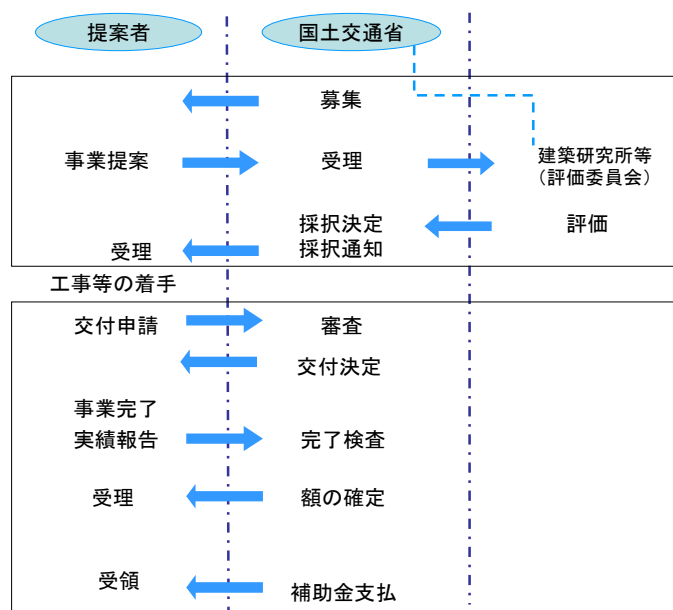 提案者
国土交通省
募集
事業提案
受理
建築研究所等
（評価委員会）
採択決定
評価
受理
採択通知
工事等の着手
交付申請
審査
交付決定
事業完了
実績報告
完了検査
受理
額の確定
受領
補助金支払